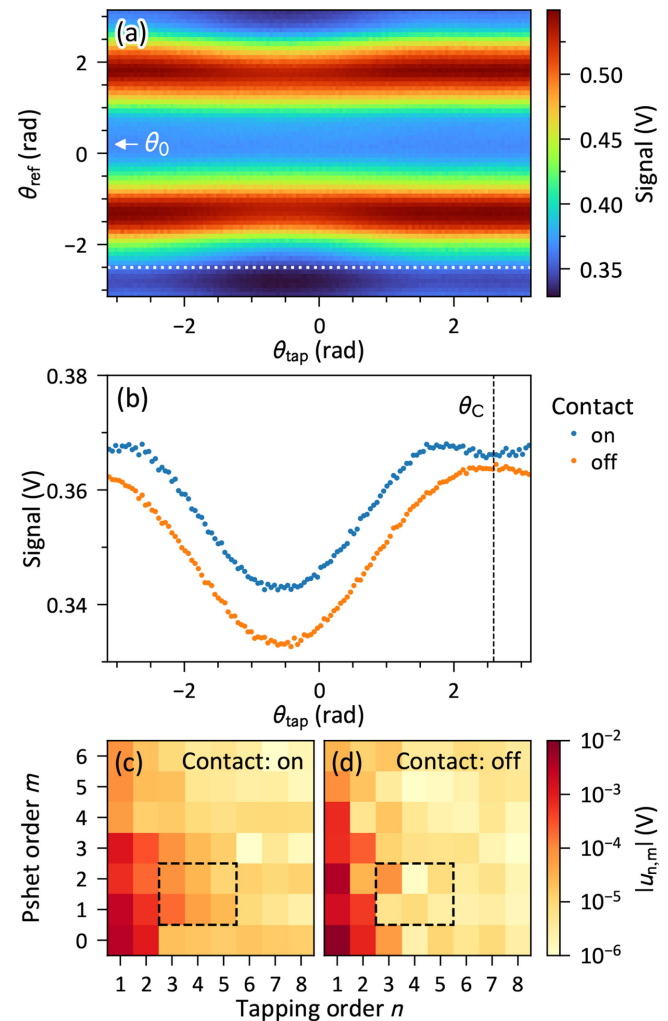 (a)
θref (rad)
2
0
−2
θ0
0.50
0.45
0.40
0.35
Signal (V)
−2 0 2
θtap (rad)
(b)
Signal (V)
0.38
0.36
0.34
θC
Contact
on
off
−2 0 2
θtap (rad)
(c) Contact: on
(d) Contact: off
Pshet order m
6
5
4
3
2
1
0
1 2 3 4 5 6 7 8
1 2 3 4 5 6 7 8
Tapping order n
10−2
10−3
10−4
10−5
10−6
|un,m| (V)